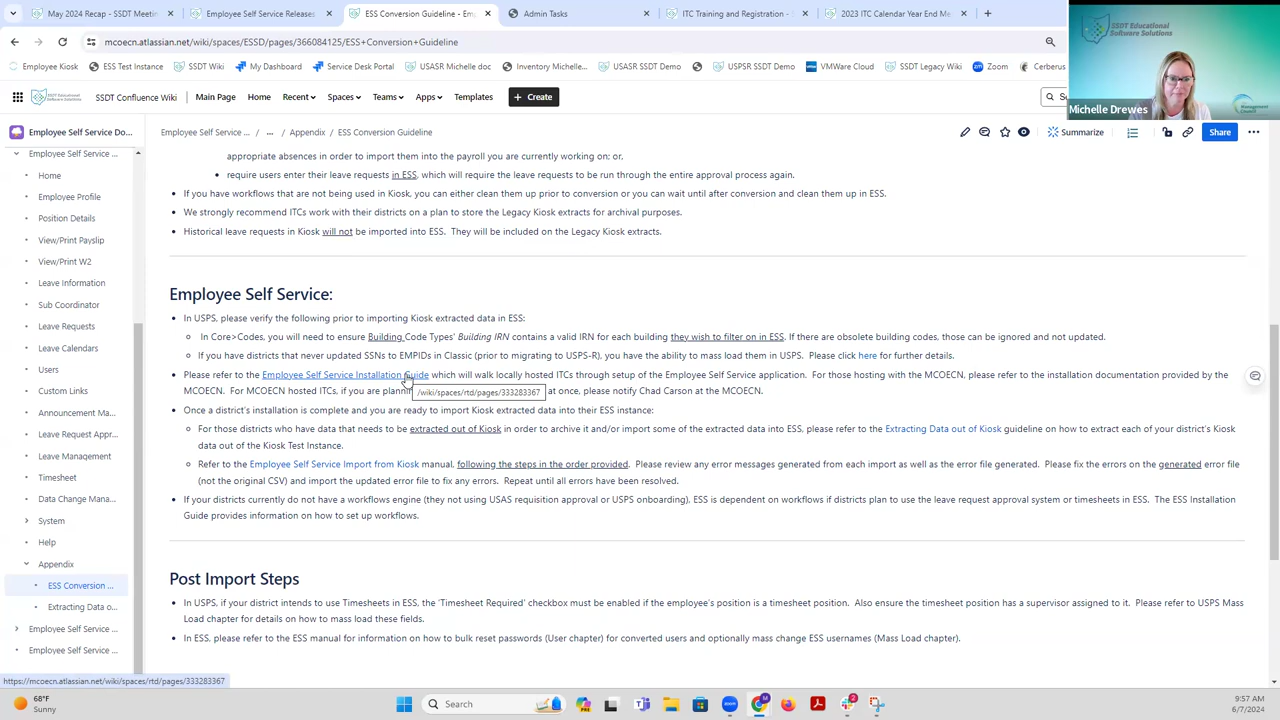 May 2024 Recap - SSDT Meetin
Employee Self Service Releases
ESS Conversion Guideline - Emp
Admin Tasks
ITC Training and Registration - S
2023 ITC Calendar Year End Me
mcoecn.atlassian.net/wiki/spaces/ESSD/pages/366084125/ESS+Conversion+Guideline
Employee Kiosk
ESS Test Instance
SSDT Wiki
My Dashboard
Service Desk Portal
USASR Michelle doc
Inventory Michelle...
USASR SSDT Demo
USPSR SSDT Demo
VMWare Cloud
SSDT Legacy Wiki
Zoom
Cerberus
SSDT Educational
Software Solutions
Management
Council
Michelle Drewes
SSDT Confluence Wiki
Main Page
Home
Recent
Spaces
Teams
Apps
Templates
+ Create
Employee Self Service Do...
Employee Self Service ... / ... / Appendix / ESS Conversion Guideline
Summarize
Share
Employee Self Service ...
Home
Employee Profile
Position Details
View/Print Payslip
View/Print W2
Leave Information
Sub Coordinator
Leave Requests
Leave Calendars
Users
Custom Links
Announcement Ma...
Leave Request Appr...
Leave Management
Timesheet
Data Change Mana...
System
Help
Appendix
ESS Conversion ...
Extracting Data o...
Employee Self Service ...
Employee Self Service ...
appropriate absences in order to import them into the payroll you are currently working on: or.
require users enter their leave requests in ESS, which will require the leave requests to be run through the entire approval process again.
If you have workflows that are not being used in Kiosk, you can either clean them up prior to conversion or you can wait until after conversion and clean them up in ESS.
We strongly recommend ITCs work with their districts on a plan to store the Legacy Kiosk extracts for archival purposes.
Historical leave requests in Kiosk will not be imported into ESS. They will be included on the Legacy Kiosk extracts.
Employee Self Service:
In USPS, please verify the following prior to importing Kiosk extracted data in ESS:
In Core>Codes, you will need to ensure Building Code Types' Building IRN contains a valid IRN for each building they wish to filter on in ESS. If there are obsolete building codes, those can be ignored and not updated.
If you have districts that never updated SSNs to EMPIDs in Classic (prior to migrating to USPS-R), you have the ability to mass load them in USPS. Please click here for further details.
Please refer to the Employee Self Service Installation Guide which will walk locally hosted ITCs through setup of the Employee Self Service application. For those hosting with the MCOECN, please refer to the installation documentation provided by the
MCOECN. For MCOECN hosted ITCs, if you are plannin
/wiki/spaces/rtd/pages/333283367
at once, please notify Chad Carson at the MCOECN.
Once a district's installation is complete and you are ready to import Kiosk extracted data into their ESS instance:
For those districts who have data that needs to be extracted out of Kiosk in order to archive it and/or import some of the extracted data into ESS, please refer to the Extracting Data out of Kiosk guideline on how to extract each of your district's Kiosk
data out of the Kiosk Test Instance.
Refer to the Employee Self Service Import from Kiosk manual, following the steps in the order provided. Please review any error messages generated from each import as well as the error file generated. Please fix the errors on the generated error file
(not the original CSV) and import the updated error file to fix any errors. Repeat until all errors have been resolved.
If your districts currently do not have a workflows engine (they not using USAS requisition approval or USPS onboarding), ESS is dependent on workflows if districts plan to use the leave request approval system or timesheets in ESS. The ESS Installation
Guide provides information on how to set up workflows.
Post Import Steps
In USPS, if your district intends to use Timesheets in ESS, the 'Timesheet Required' checkbox must be enabled if the employee's position is a timesheet position. Also ensure the timesheet position has a supervisor assigned to it. Please refer to USPS Mass
Load chapter for details on how to mass load these fields.
In ESS, please refer to the ESS manual for information on how to bulk reset passwords (User chapter) for converted users and optionally mass change ESS usernames (Mass Load chapter).
https://mcoecn.atlassian.net/wiki/spaces/rtd/pages/333283367
68°F
Sunny
Search
2
9:57 AM
6/7/2024